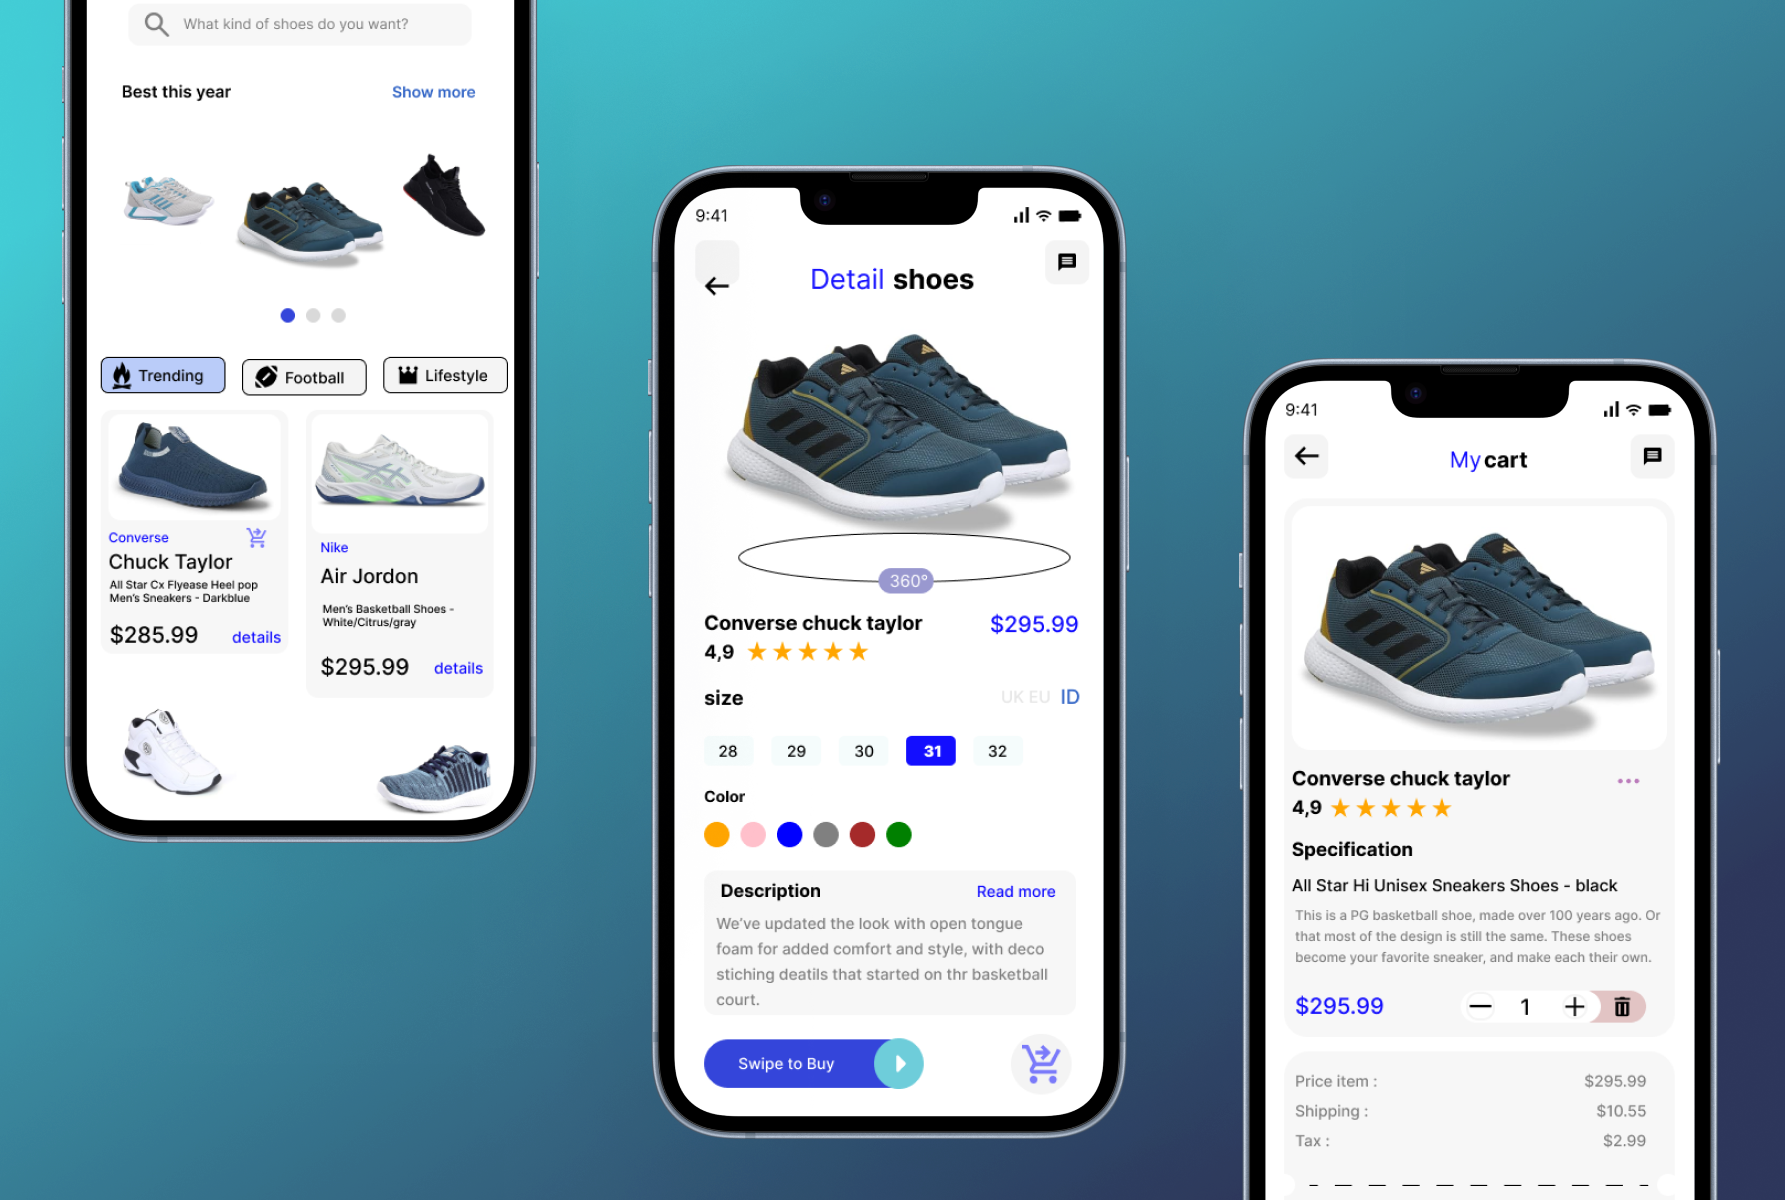 What kind of shoes do you want?
Best this year
Show more
Trending
Football
Lifestyle
Converse
Chuck Taylor
All Star Cx Flyease Heel pop
Men's Sneakers - Darkblue
$285.99
details
Nike
Air Jordon
Men's Basketball Shoes -
White/Citrus/gray
$295.99
details
9:41
Detail shoes
360°
Converse chuck taylor
$295.99
4,9
size
UK EU ID
28 29 30 31 32
Color
Description
Read more
We've updated the look with open tongue
foam for added comfort and style, with deco
stiching deatils that started on thr basketball
court.
Swipe to Buy
9:41
My cart
Converse chuck taylor
4,9
Specification
All Star Hi Unisex Sneakers Shoes - black
This is a PG basketball shoe, made over 100 years ago. Or
that most of the design is still the same. These shoes
become your favorite sneaker, and make each their own.
$295.99
1
Price item : $295.99
Shipping : $10.55
Tax : $2.99